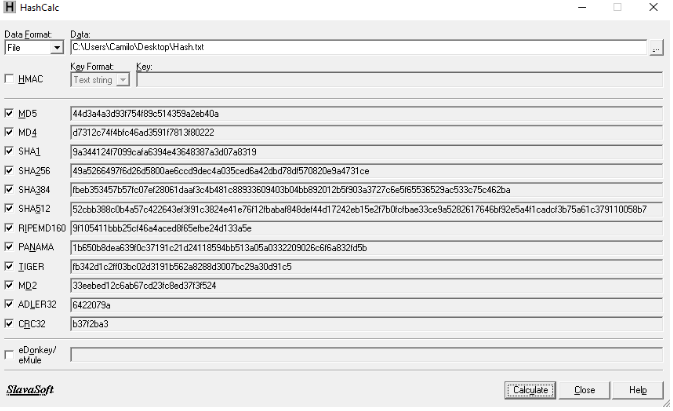 HashCalc
Data Format: Data:
File C:\Users\Camilo\Desktop\Hash.txt ...
Key Format: Key:
HMAC Text string
MD5 44d3a4a3d93f754f89c514359a2eb40a
MD4 d7312c74f4bfc46ad3591f7813f80222
SHA1 9a344124f7099cafa6394e43648387a3d07a8319
SHA256 49a5266497f6d26d5800ae6ccd9dec4a035ced6a42dbd78df570820e9a4731ce
SHA384 fbeb353457b57fc07ef28061daaf3c4b481c88933609403b04bb892012b5f903a3727c6e5f65536529ac533c75c462ba
SHA512 52cbb388c0b4a57c422643ef3f91c3824e41e76f12fbabaf848def44d17242eb15e2f7b0fcfbae33ce9a5282617646bf92e5a4f1cadcf3b75a61c379110058b7
RIPEMD160 9f105411bbb25cf46a4aced8f65efbe24d133a5e
PANAMA 1b650b8dea639f0c37191c21d24118594bb513a05a0332209026c6f6a832fd5b
TIGER fb342d1c2ff03bc02d3191b562a8288d3007bc29a30d91c5
MD2 33eebed12c6ab67cd23fc8ed37f3f524
ADLER32 6422079a
CRC32 b37f2ba3
eDonkey/
eMule
SlavaSoft Calculate Close Help